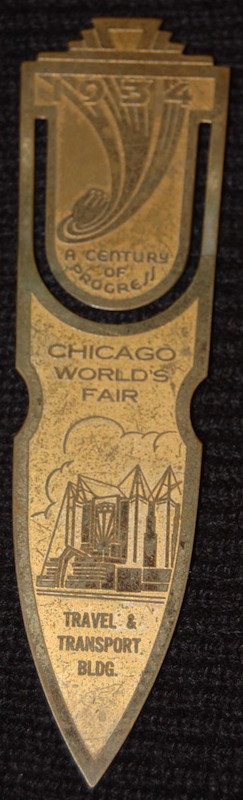 1934
A CENTURY
OF
PROGRESS
CHICAGO
WORLD'S
FAIR
TRAVEL &
TRANSPORT
BLDG.